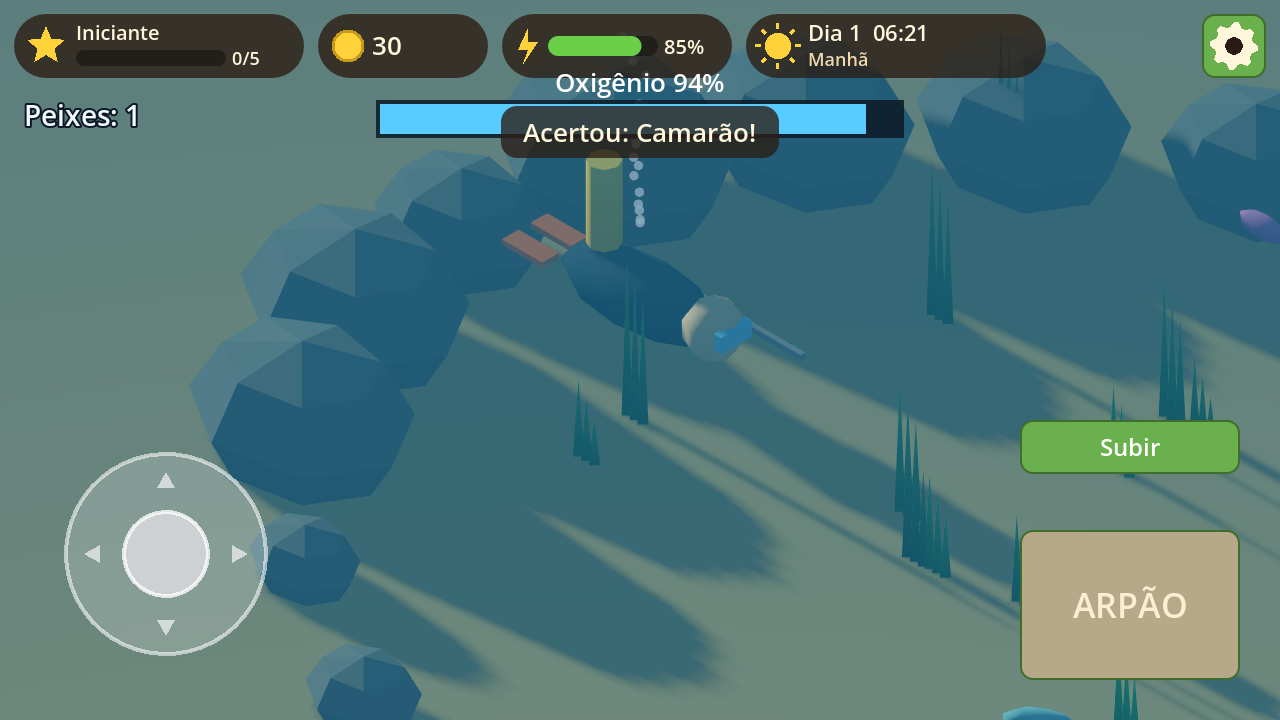 Iniciante
0/5
30
85%
Dia 1 06:21
Manhã
Oxigênio 94%
Peixes: 1
Acertou: Camarão!
Subir
ARPÃO